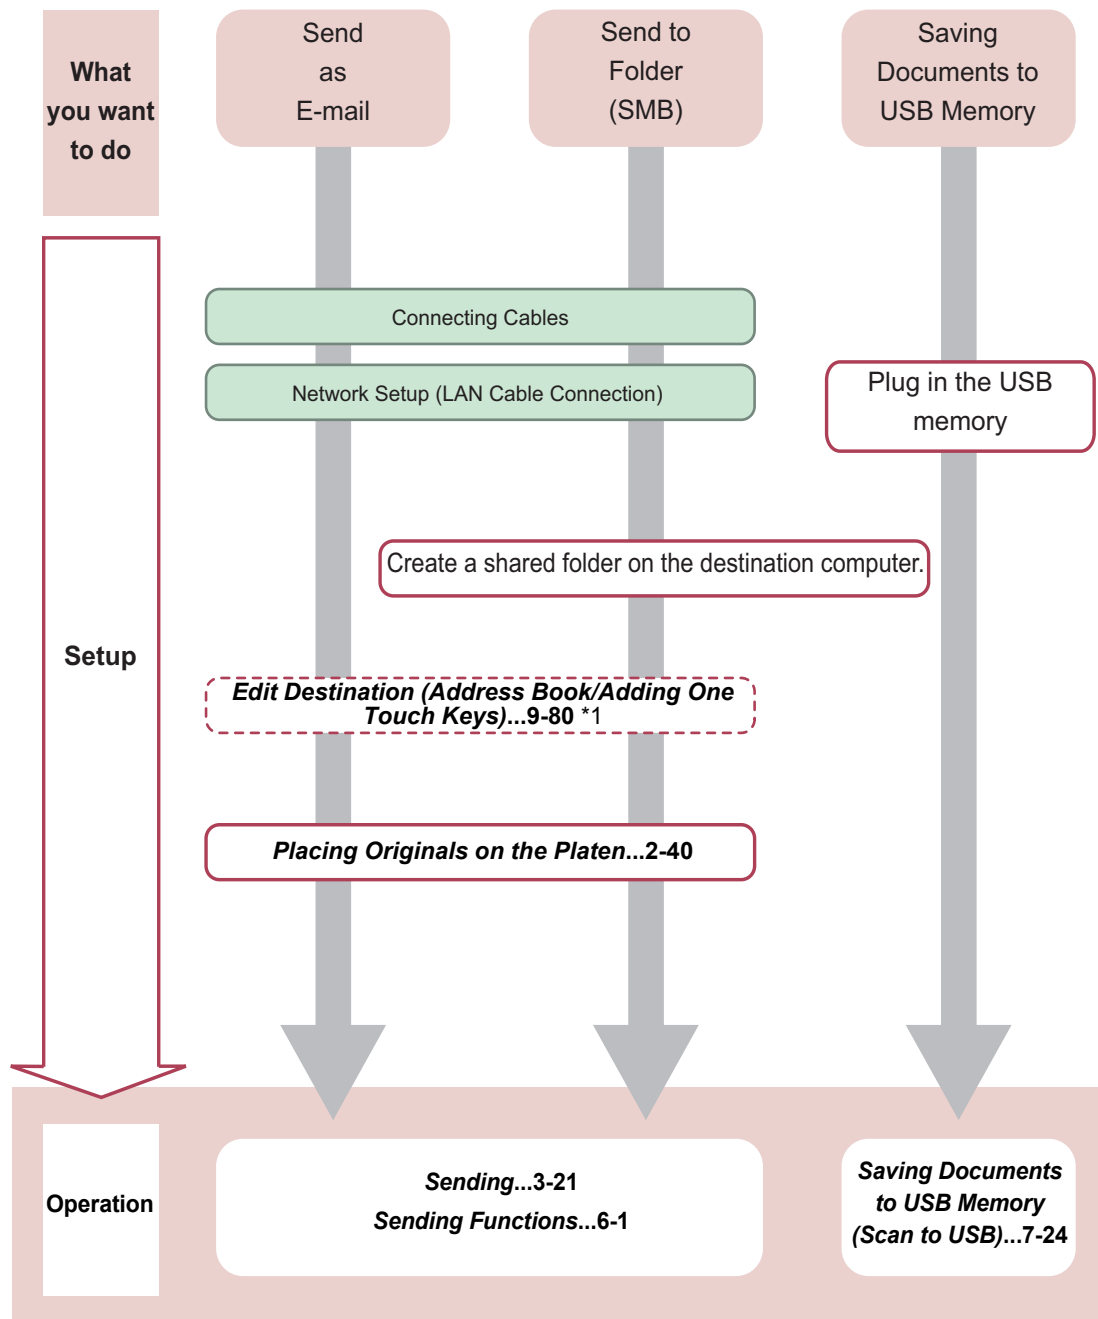 What
you want
to do
Send
as
E-mail
Send to
Folder
(SMB)
Saving
Documents to
USB Memory
Setup
Connecting Cables
Network Setup (LAN Cable Connection)
Plug in the USB
memory
Create a shared folder on the destination computer.
Edit Destination (Address Book/Adding One
Touch Keys)...9-80 *1
Placing Originals on the Platen...2-40
Operation
Sending...3-21
Sending Functions...6-1
Saving Documents
to USB Memory
(Scan to USB)...7-24